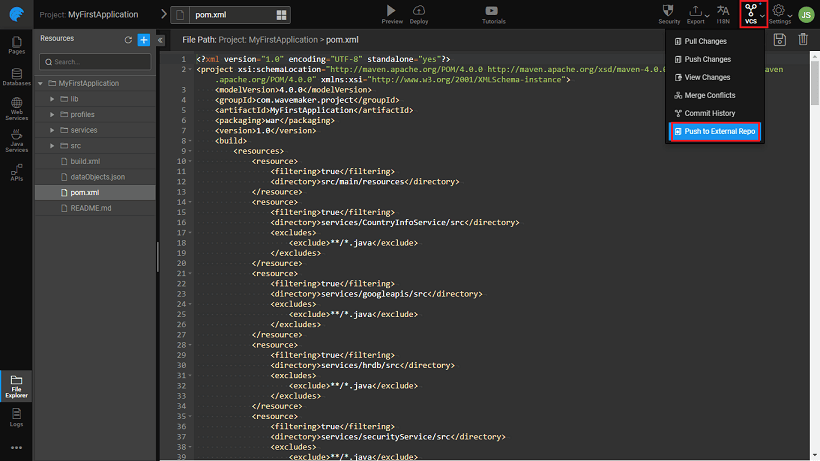 Project: MyFirstApplication
pom.xml
Preview
Deploy
Tutorials
Security
Export
I18N
VCS
Settings
JS
Pages
Databases
Web Services
Java Services
APIs
File Explorer
Logs
Resources
Search...
MyFirstApplication
lib
profiles
services
src
build.xml
dataObjects.json
pom.xml
README.md
File Path: Project: MyFirstApplication > pom.xml
Pull Changes
Push Changes
View Changes
Merge Conflicts
Commit History
Push to External Repo
1 <?xml version="1.0" encoding="UTF-8" standalone="yes"?>
2 <project xsi:schemaLocation="http://maven.apache.org/POM/4.0.0 http://maven.apache.org/xsd/maven-4.0.0
.apache.org/POM/4.0.0" xmlns:xsi="http://www.w3.org/2001/XMLSchema-instance">
3 <modelVersion>4.0.0</modelVersion>
4 <groupId>com.wavemaker.project</groupId>
5 <artifactId>MyFirstApplication</artifactId>
6 <packaging>war</packaging>
7 <version>1.0</version>
8 <build>
9 <resources>
10 <resource>
11 <filtering>true</filtering>
12 <directory>src/main/resources</directory>
13 </resource>
14 <resource>
15 <filtering>true</filtering>
16 <directory>services/CountryInfoService/src</directory>
17 <excludes>
18 <exclude>**/*.java</exclude>
19 </excludes>
20 </resource>
21 <resource>
22 <filtering>true</filtering>
23 <directory>services/googleapis/src</directory>
24 <excludes>
25 <exclude>**/*.java</exclude>
26 </excludes>
27 </resource>
28 <resource>
29 <filtering>true</filtering>
30 <directory>services/hrdb/src</directory>
31 <excludes>
32 <exclude>**/*.java</exclude>
33 </excludes>
34 </resource>
35 <resource>
36 <filtering>true</filtering>
37 <directory>services/securityService/src</directory>
38 <excludes>
39 <exclude>**/*.java</exclude>